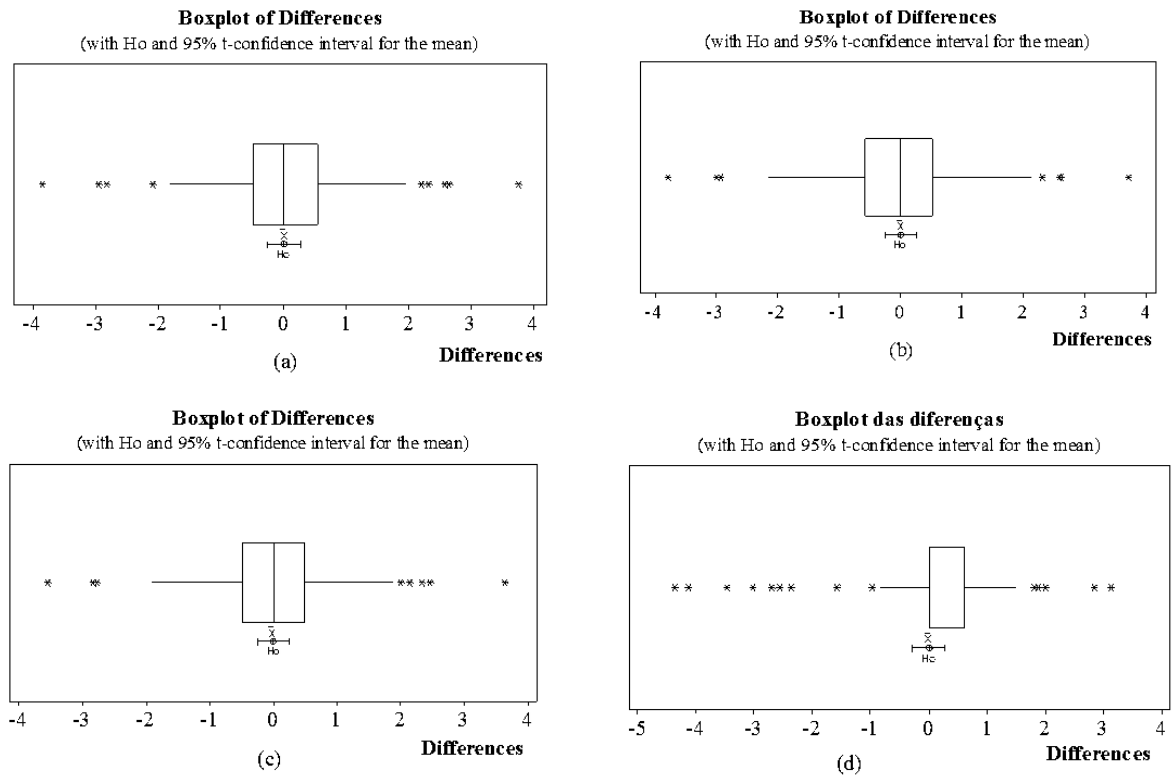 Boxplot of Differences
(with Ho and 95% t-confidence interval for the mean)
X
Ho
-4 -3 -2 -1 0 1 2 3 4
Differences
(a)
Boxplot of Differences
(with Ho and 95% t-confidence interval for the mean)
X
Ho
-4 -3 -2 -1 0 1 2 3 4
Differences
(b)
Boxplot of Differences
(with Ho and 95% t-confidence interval for the mean)
X
Ho
-4 -3 -2 -1 0 1 2 3 4
Differences
(c)
Boxplot das diferenças
(with Ho and 95% t-confidence interval for the mean)
X
Ho
-5 -4 -3 -2 -1 0 1 2 3 4
Differences
(d)